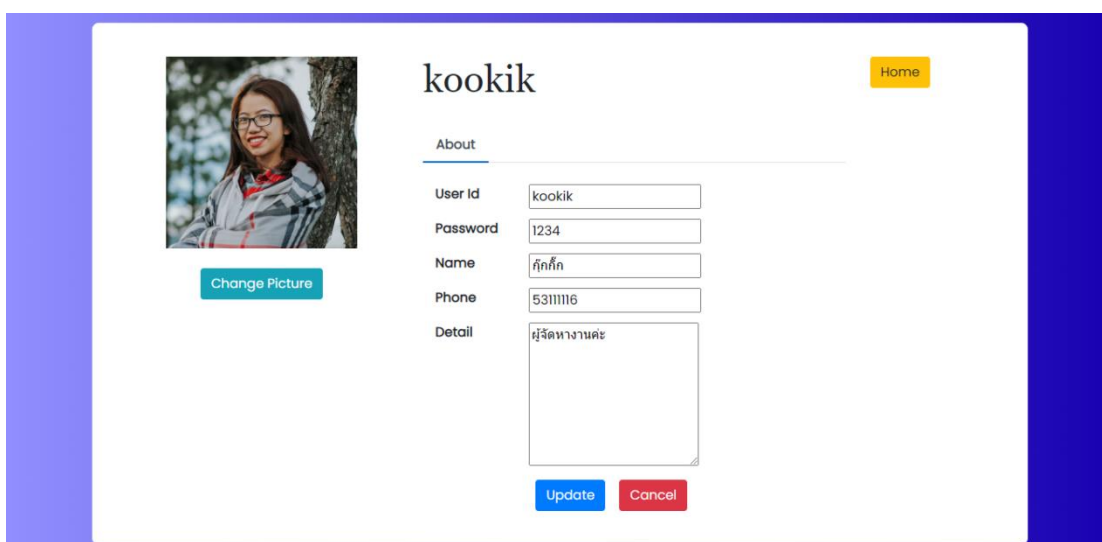 kookik
Home
About
User Id kookik
Password 1234
Name กุ๊กกิ๊ก
Phone 53111116
Detail ผู้จัดหางานค่ะ
Change Picture
Update Cancel